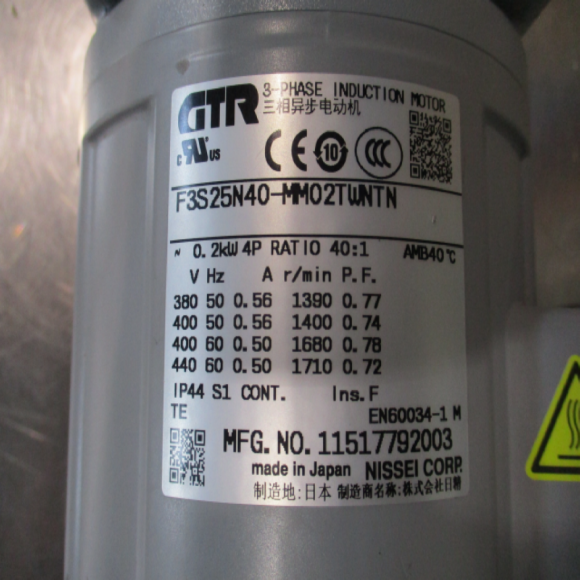 GTR 3-PHASE INDUCTION MOTOR
三相异步电动机
c RU US CE 10 CCC
F3S25N40-MM02TWNTN
~ 0.2kW 4P RATIO 40:1 AMB40℃
V Hz A r/min P.F.
380 50 0.56 1390 0.77
400 50 0.56 1400 0.74
400 60 0.50 1680 0.78
440 60 0.50 1710 0.72
IP44 S1 CONT. Ins.F
TE EN60034-1 M
MFG.NO.11517792003
made in Japan NISSEI CORP.
制造地:日本 制造商名称:株式会社日精